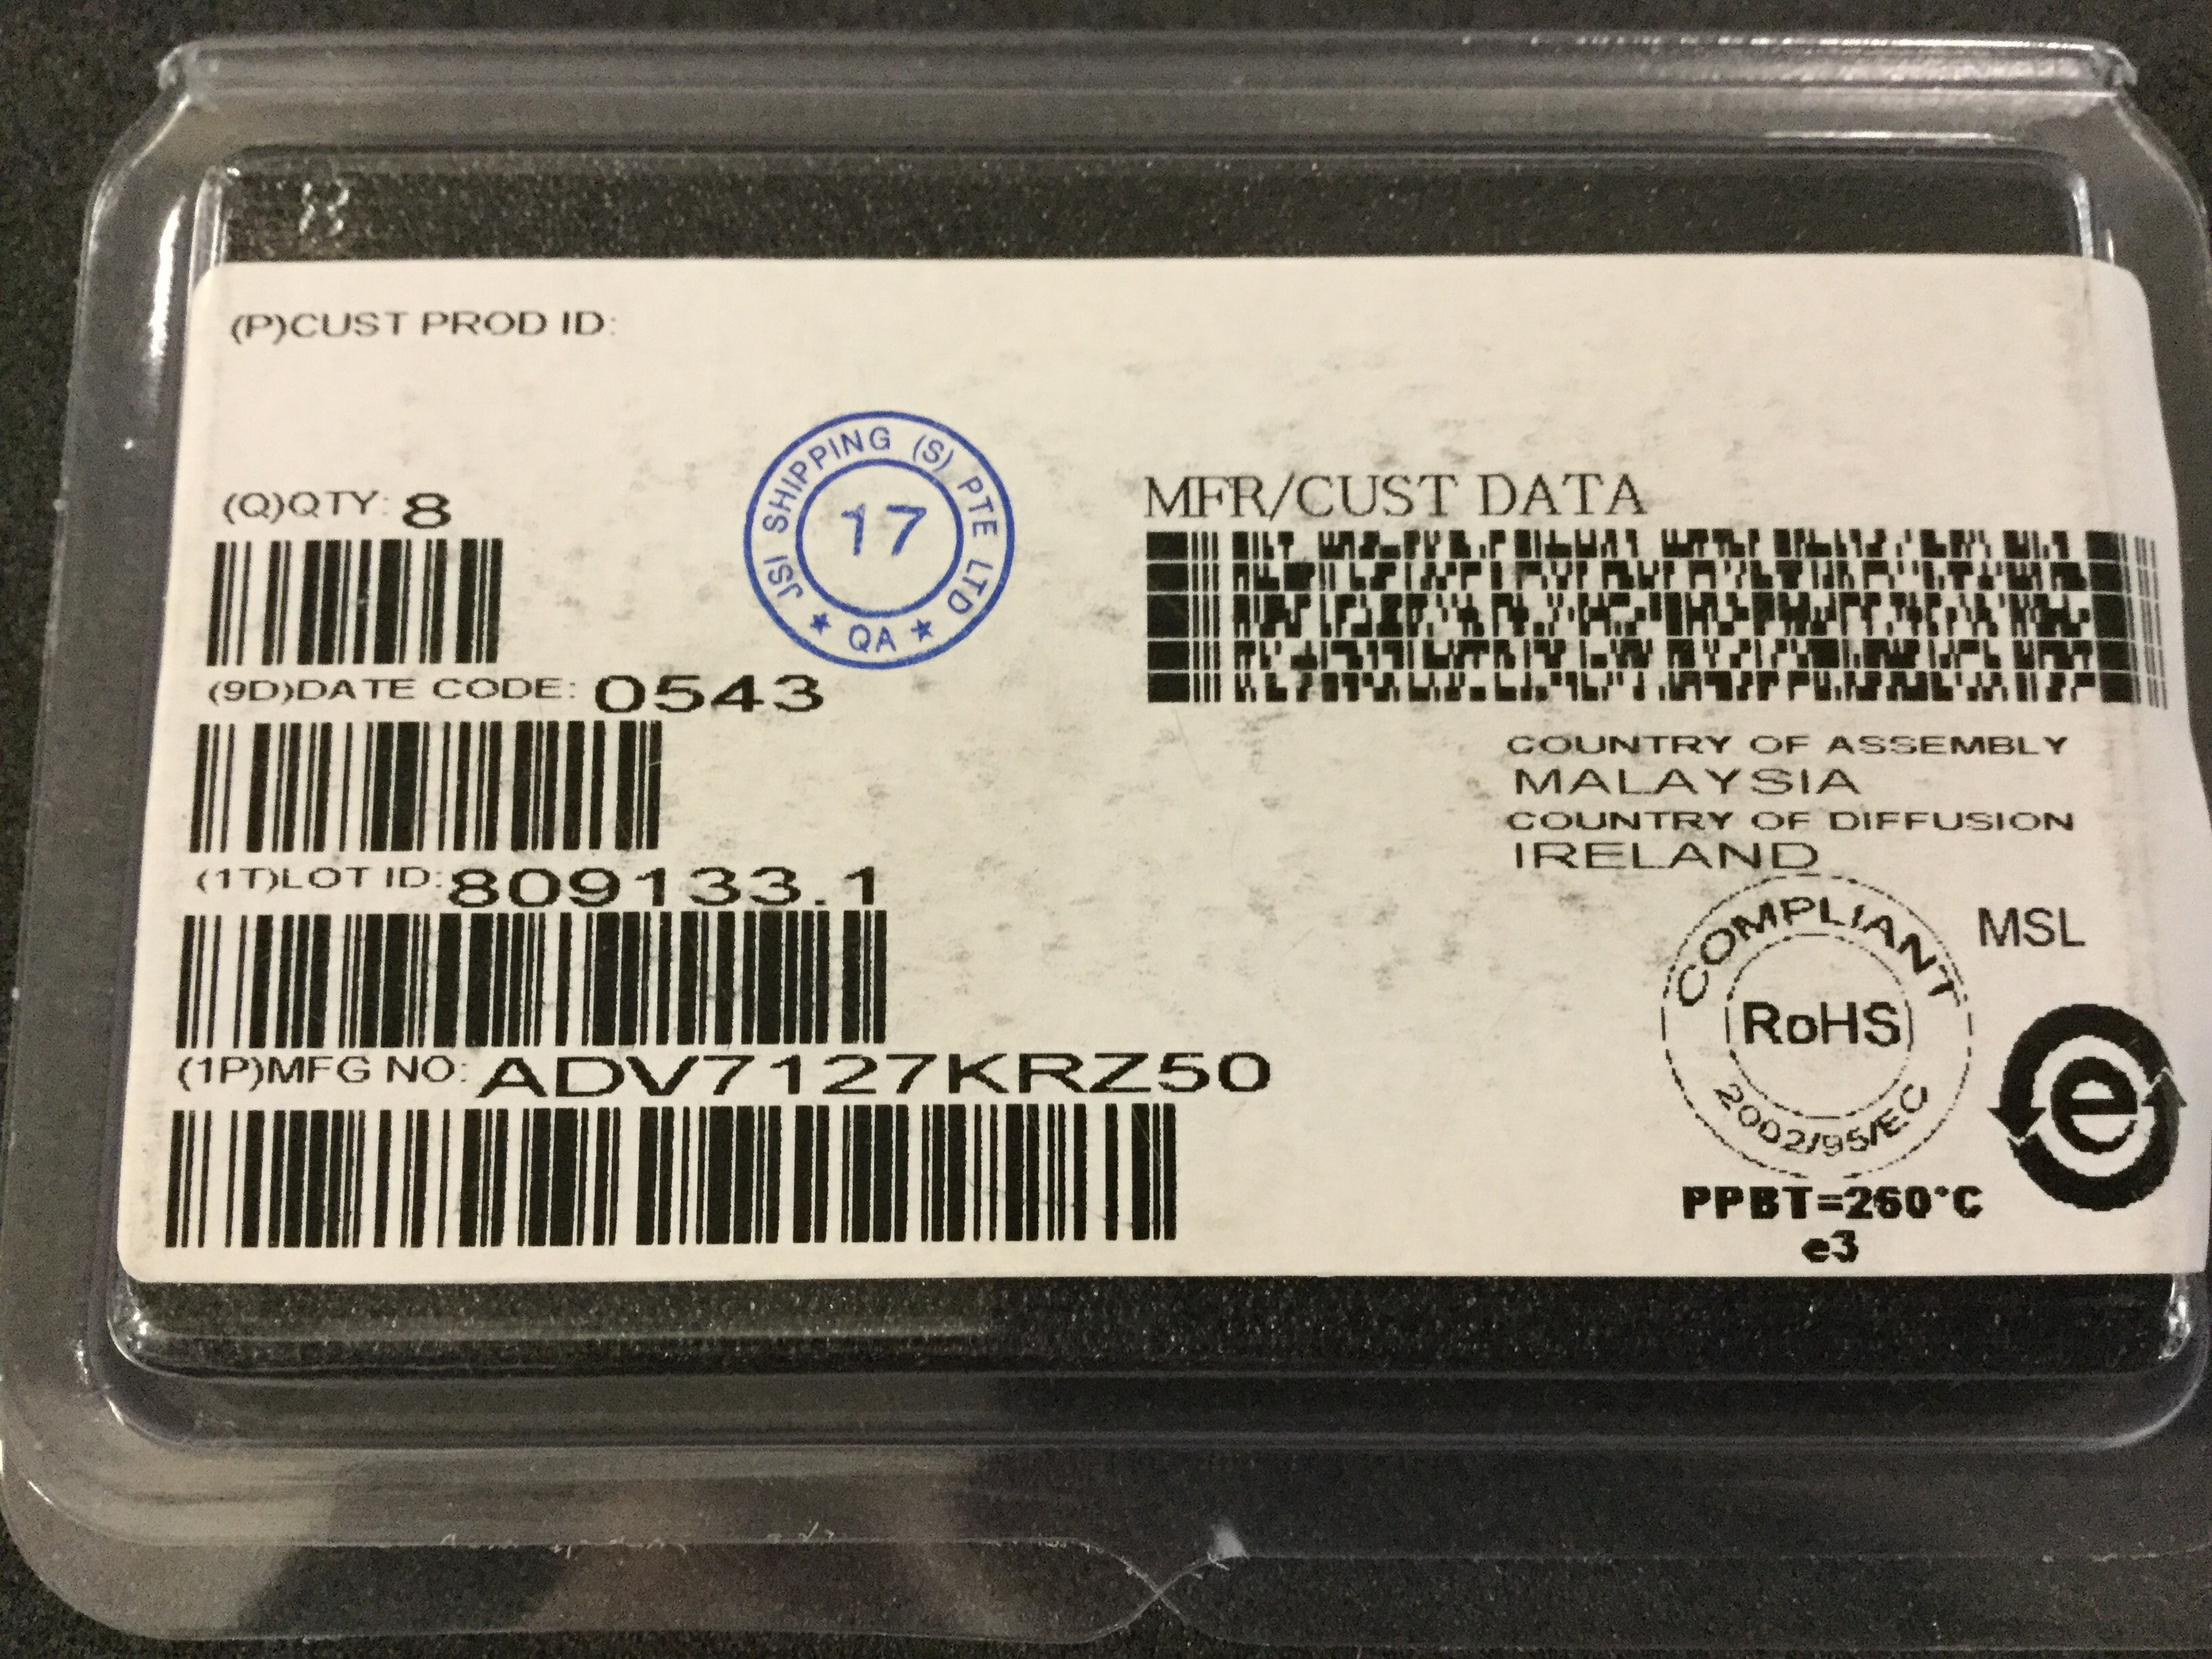 (P)CUST PROD ID:
(Q)QTY: 8
JSI SHIPPING (S) PTE LTD
17
★ QA ★
MFR/CUST DATA
(9D)DATE CODE: 0543
COUNTRY OF ASSEMBLY
MALAYSIA
COUNTRY OF DIFFUSION
IRELAND
(1T)LOT ID: 809133.1
MSL
COMPLIANT
RoHS
2002/95/EC
e
(1P)MFG NO: ADV7127KRZ50
PPBT=260°C
e3